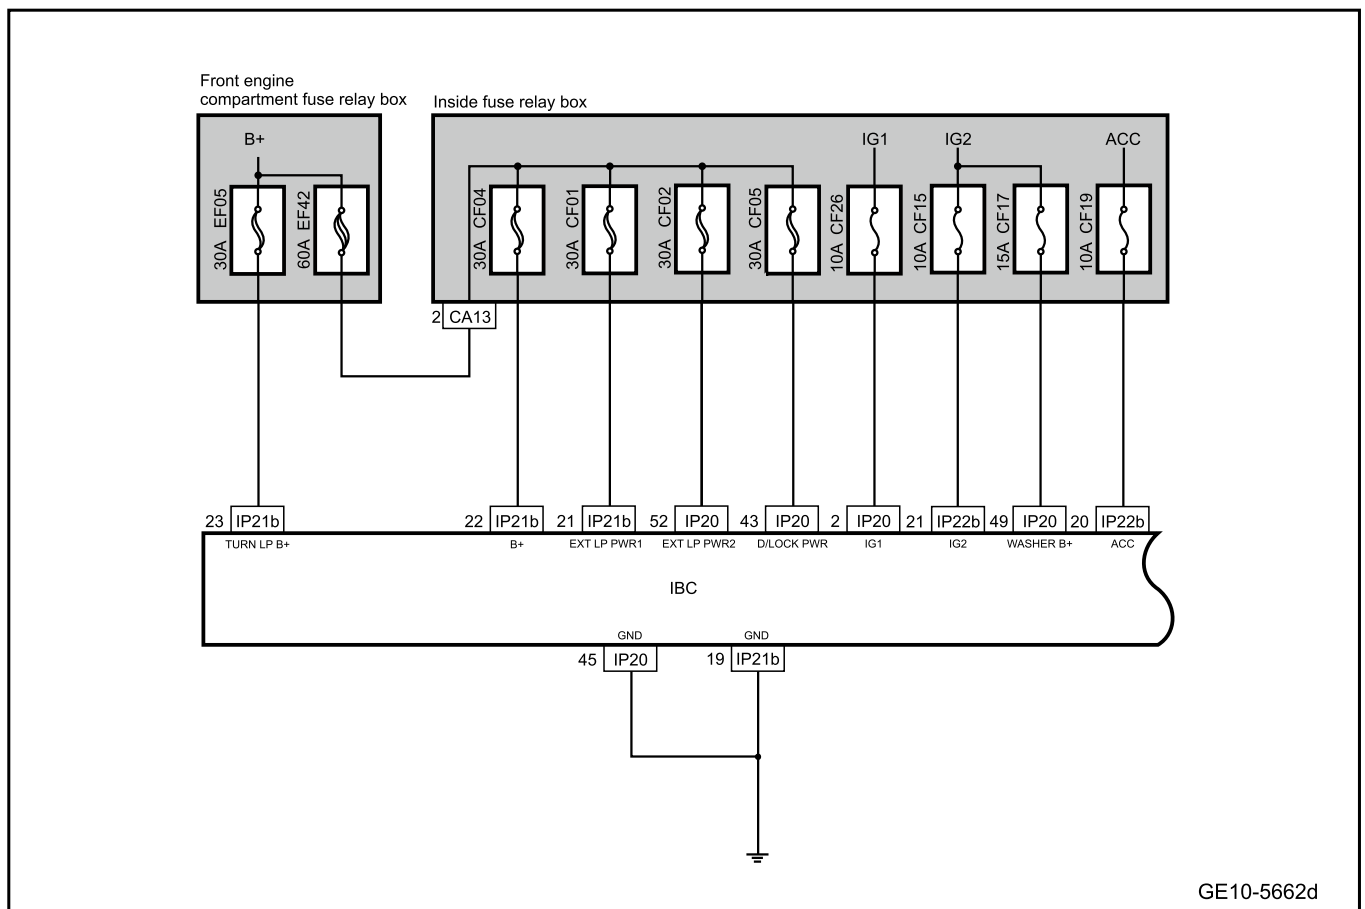 Front engine
compartment fuse relay box
Inside fuse relay box
B+
IG1
IG2
ACC
30A EF05
60A EF42
30A CF04
30A CF01
30A CF02
30A CF05
10A CF26
10A CF15
15A CF17
10A CF19
2 CA13
23 IP21b
22 IP21b
21 IP21b
52 IP20
43 IP20
2 IP20
21 IP22b
49 IP20
20 IP22b
TURN LP B+
B+
EXT LP PWR1
EXT LP PWR2
D/LOCK PWR
IG1
IG2
WASHER B+
ACC
IBC
GND
GND
45 IP20
19 IP21b
GE10-5662d